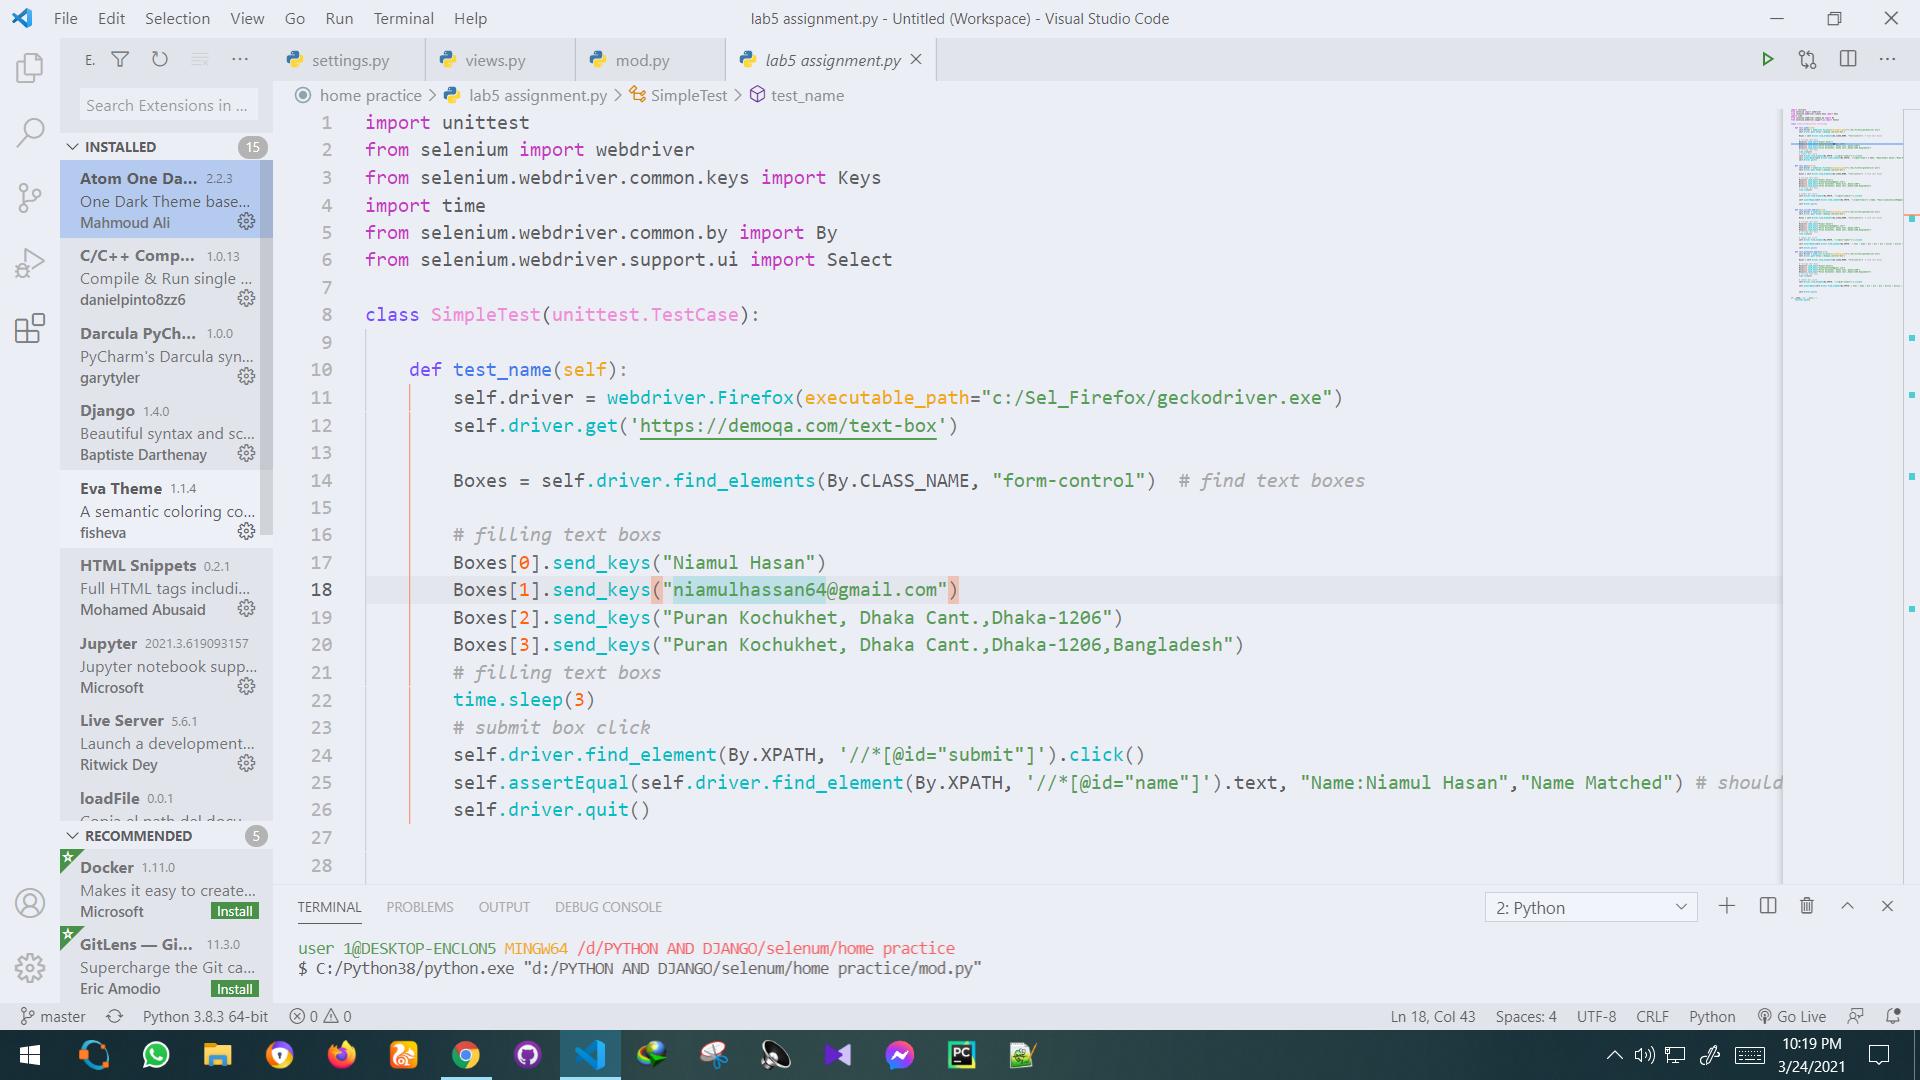 File Edit Selection View Go Run Terminal Help
lab5 assignment.py - Untitled (Workspace) - Visual Studio Code
E.
settings.py
views.py
mod.py
lab5 assignment.py
Search Extensions in ...
home practice > lab5 assignment.py > SimpleTest > test_name
INSTALLED 15
Atom One Da... 2.2.3
One Dark Theme base...
Mahmoud Ali
C/C++ Comp... 1.0.13
Compile & Run single ...
danielpinto8zz6
Darcula PyCh... 1.0.0
PyCharm's Darcula syn...
garytyler
Django 1.4.0
Beautiful syntax and sc...
Baptiste Darthenay
Eva Theme 1.1.4
A semantic coloring co...
fisheva
HTML Snippets 0.2.1
Full HTML tags includi...
Mohamed Abusaid
Jupyter 2021.3.619093157
Jupyter notebook supp...
Microsoft
Live Server 5.6.1
Launch a development...
Ritwick Dey
loadFile 0.0.1
RECOMMENDED 5
Docker 1.11.0
Makes it easy to create...
Microsoft Install
GitLens — Gi... 11.3.0
Supercharge the Git ca...
Eric Amodio Install
1 import unittest
2 from selenium import webdriver
3 from selenium.webdriver.common.keys import Keys
4 import time
5 from selenium.webdriver.common.by import By
6 from selenium.webdriver.support.ui import Select
7
8 class SimpleTest(unittest.TestCase):
9
10 def test_name(self):
11 self.driver = webdriver.Firefox(executable_path="c:/Sel_Firefox/geckodriver.exe")
12 self.driver.get('https://demoqa.com/text-box')
13
14 Boxes = self.driver.find_elements(By.CLASS_NAME, "form-control") # find text boxes
15
16 # filling text boxs
17 Boxes[0].send_keys("Niamul Hasan")
18 Boxes[1].send_keys("niamulhassan64@gmail.com")
19 Boxes[2].send_keys("Puran Kochukhet, Dhaka Cant.,Dhaka-1206")
20 Boxes[3].send_keys("Puran Kochukhet, Dhaka Cant.,Dhaka-1206,Bangladesh")
21 # filling text boxs
22 time.sleep(3)
23 # submit box click
24 self.driver.find_element(By.XPATH, '//*[@id="submit"]').click()
25 self.assertEqual(self.driver.find_element(By.XPATH, '//*[@id="name"]').text, "Name:Niamul Hasan","Name Matched") # should
26 self.driver.quit()
27
28
TERMINAL PROBLEMS OUTPUT DEBUG CONSOLE
2: Python
user 1@DESKTOP-ENCLON5 MINGW64 /d/PYTHON AND DJANGO/selenum/home practice
$ C:/Python38/python.exe "d:/PYTHON AND DJANGO/selenum/home practice/mod.py"
master Python 3.8.3 64-bit 0 0
Ln 18, Col 43 Spaces: 4 UTF-8 CRLF Python Go Live
PC
10:19 PM
3/24/2021